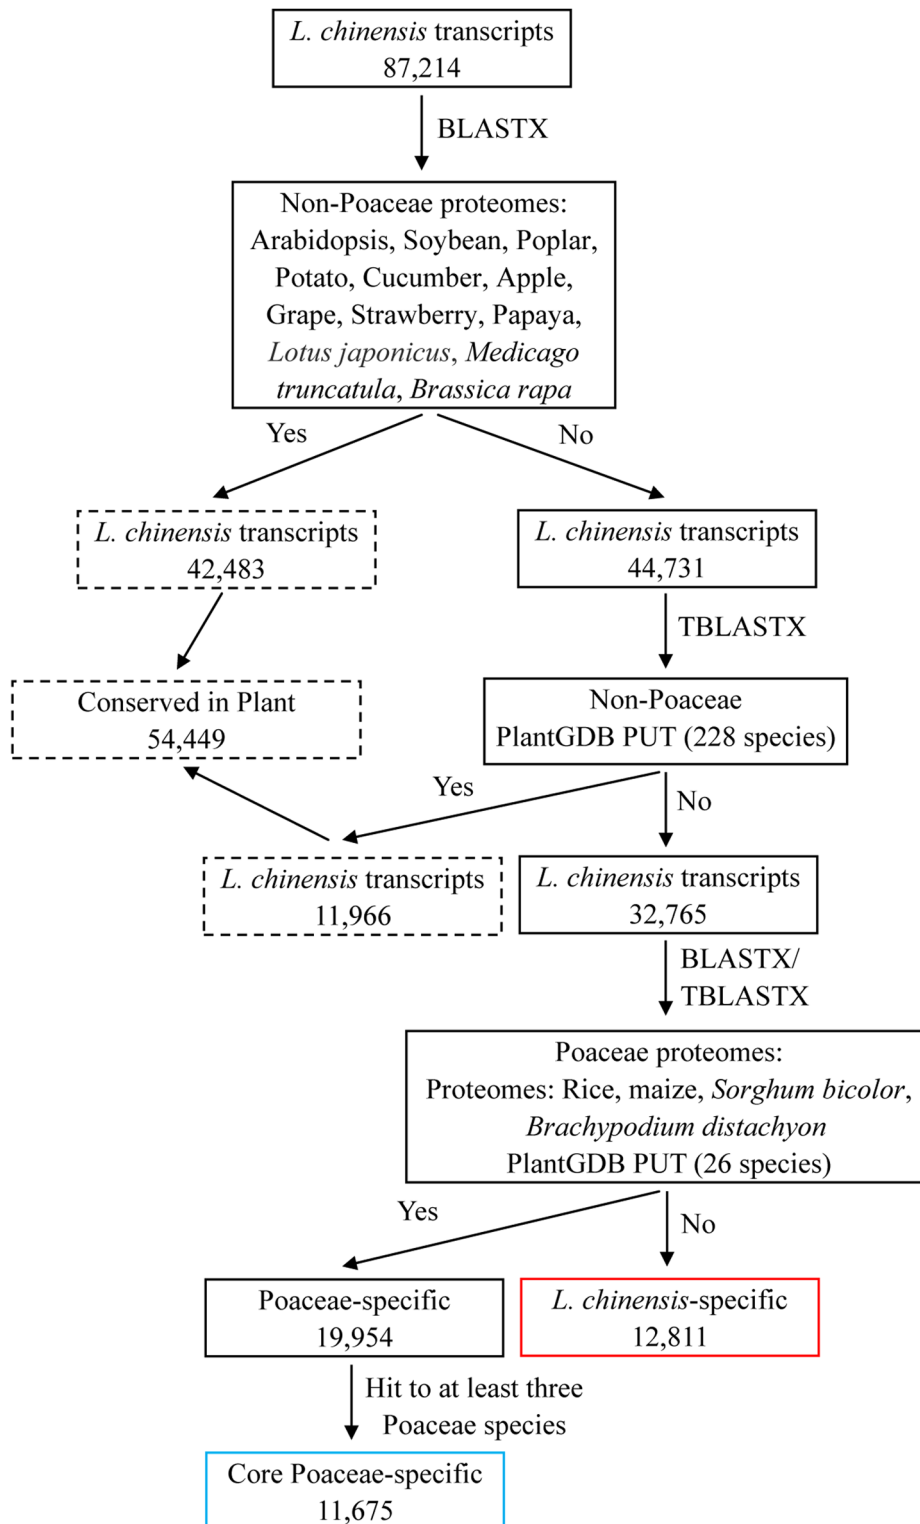 L. chinensis transcripts
87,214
BLASTX
Non-Poaceae proteomes:
Arabidopsis, Soybean, Poplar,
Potato, Cucumber, Apple,
Grape, Strawberry, Papaya,
Lotus japonicus, Medicago
truncatula, Brassica rapa
Yes
No
L. chinensis transcripts
42,483
L. chinensis transcripts
44,731
TBLASTX
Conserved in Plant
54,449
Non-Poaceae
PlantGDB PUT (228 species)
Yes
No
L. chinensis transcripts
11,966
L. chinensis transcripts
32,765
BLASTX/
TBLASTX
Poaceae proteomes:
Proteomes: Rice, maize, Sorghum bicolor,
Brachypodium distachyon
PlantGDB PUT (26 species)
Yes
No
Poaceae-specific
19,954
L. chinensis-specific
12,811
Hit to at least three
Poaceae species
Core Poaceae-specific
11,675